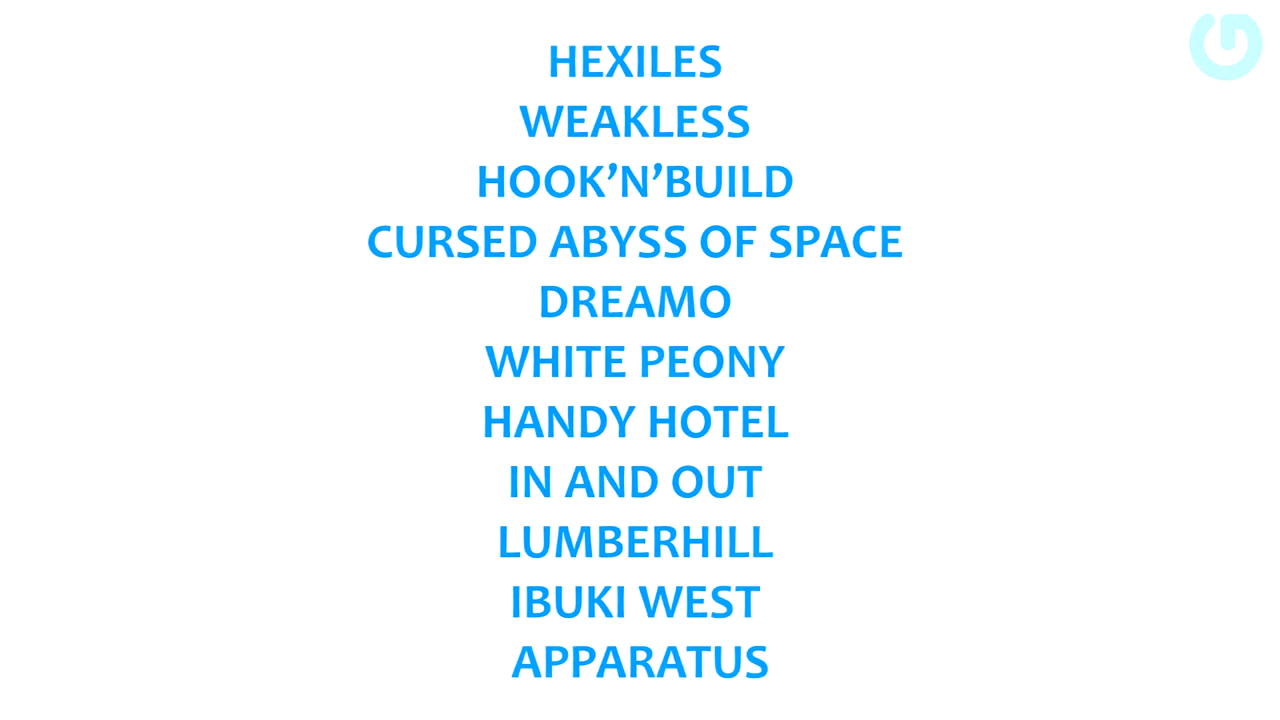 HEXILES
WEAKLESS
HOOK’N’BUILD
CURSED ABYSS OF SPACE
DREAMO
WHITE PEONY
HANDY HOTEL
IN AND OUT
LUMBERHILL
IBUKI WEST
APPARATUS